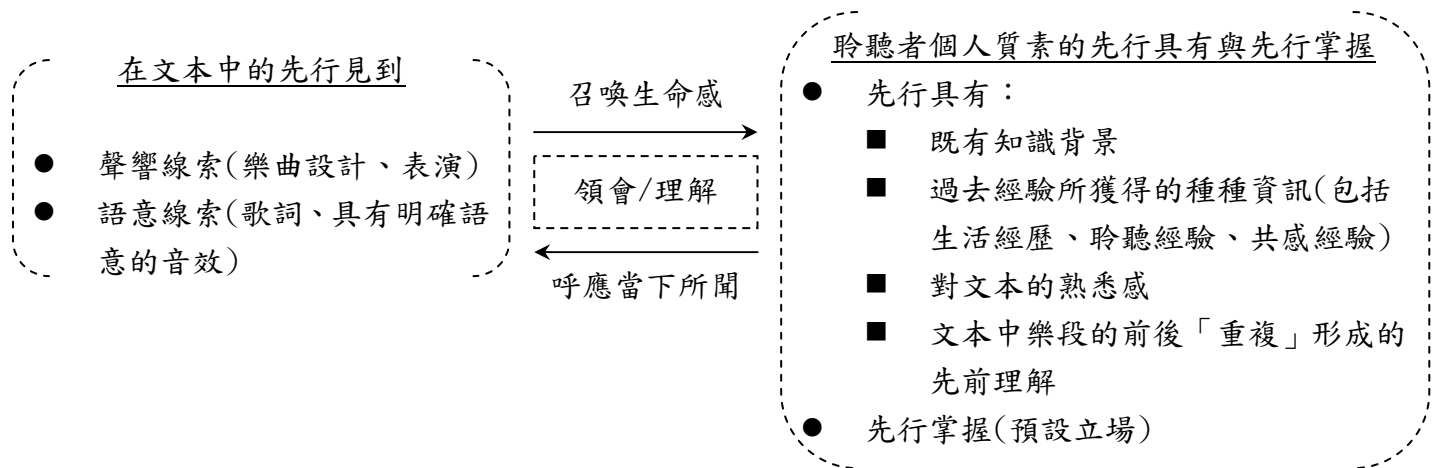 在文本中的先行見到
● 聲響線索(樂曲設計、表演)
● 語意線索(歌詞、具有明確語
意的音效)
召喚生命感
領會/理解
呼應當下所聞
聆聽者個人質素的先行具有與先行掌握
● 先行具有：
■ 既有知識背景
■ 過去經驗所獲得的種種資訊(包括
生活經歷、聆聽經驗、共感經驗)
■ 對文本的熟悉感
■ 文本中樂段的前後「重複」形成的
先前理解
● 先行掌握(預設立場)